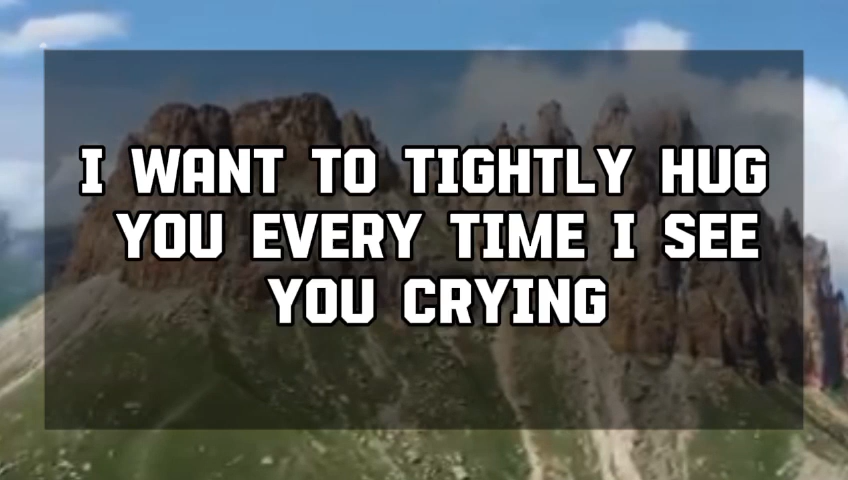 I WANT TO TIGHTLY HUG
YOU EVERY TIME I SEE
YOU CRYING